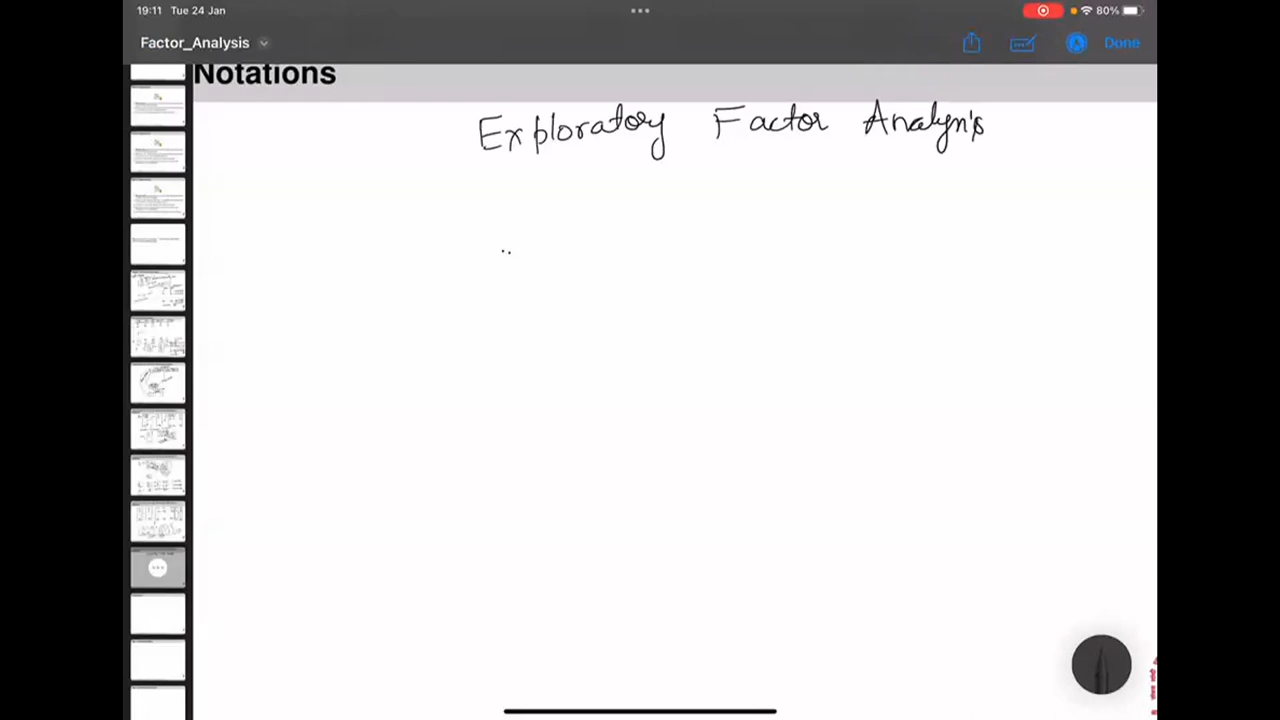 19:11 Tue 24 Jan
80%
Factor_Analysis
Done
Notations
Exploratory Factor Analysis